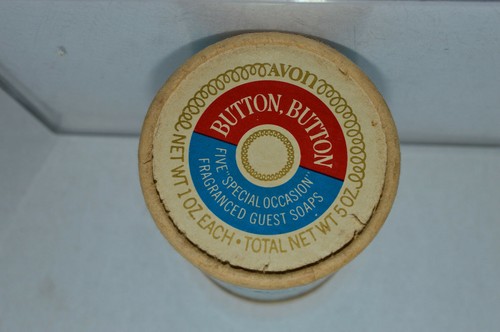 AVON
BUTTON, BUTTON
FIVE "SPECIAL OCCASION"
FRAGRANCED GUEST SOAPS
NET WT 1 OZ EACH • TOTAL NET WT 5 OZ